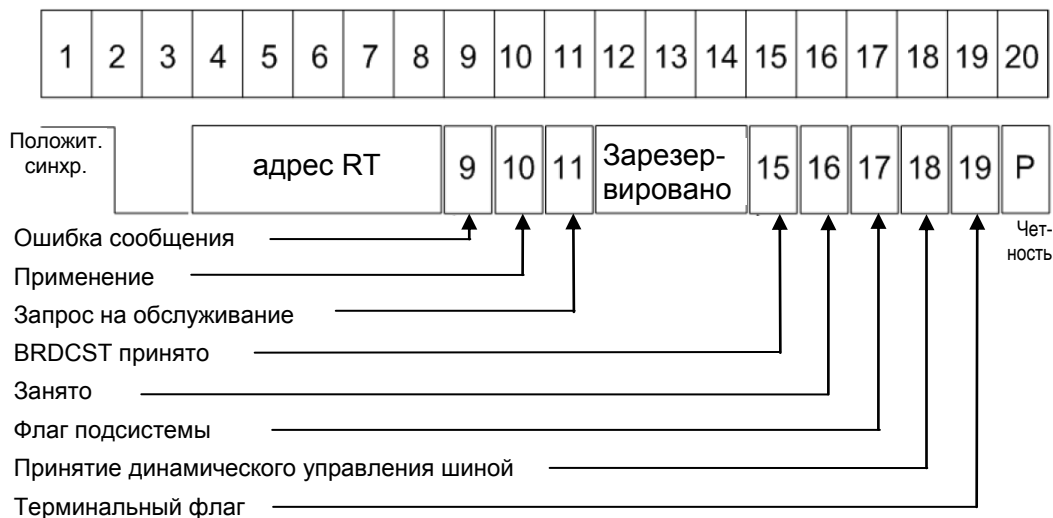 1 2 3 4 5 6 7 8 9 10 11 12 13 14 15 16 17 18 19 20
Положит.
синхр.
адрес RT
9 10 11
Зарезер-
вировано
15 16 17 18 19 P
Чет-
ность
Ошибка сообщения
Применение
Запрос на обслуживание
BRDCST принято
Занято
Флаг подсистемы
Принятие динамического управления шиной
Терминальный флаг